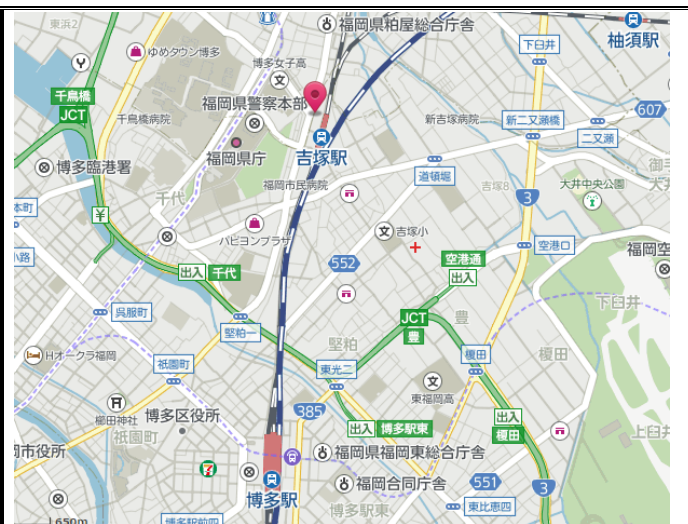 東浜2
福岡県粕屋総合庁舎
柚須駅
ゆめタウン博多
博多女子高
下臼井
千鳥橋
JCT
千鳥橋病院
福岡県警察本部
吉塚駅
新吉塚病院
新二又瀬橋
607
二又瀬
福岡県庁
博多臨港署
福岡市民病院
道頓堀
吉塚8
大井中央公園
御手
大井
千代
本町
3
¥
パピヨンプラザ
吉塚小
空港口
福岡空
小路
552
空港通
出入
出入
千代
呉服町
堅粕一
JCT
豊
豊
下臼井
堅粕
Hオークラ福岡
祇園町
東光二
榎田
榎田
東福岡高
385
櫛田神社
博多区役所
祇園町
出入
博多駅東
出入
榎田
上臼井
岡市役所
福岡県福岡東総合庁舎
7
博多駅
福岡合同庁舎
551
3
博多駅東
東比恵四
博多駅前四
650m